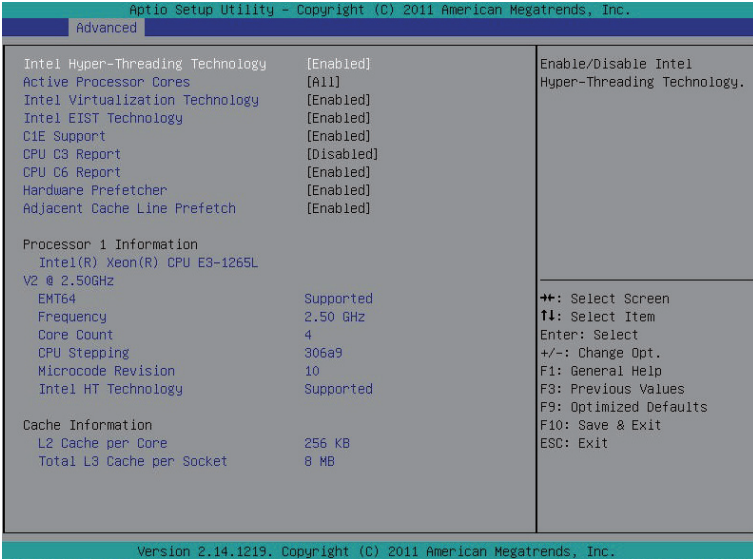 Aptio Setup Utility – Copyright (C) 2011 American Megatrends, Inc.
Advanced
Intel Hyper-Threading Technology [Enabled]
Active Processor Cores [All]
Intel Virtualization Technology [Enabled]
Intel EIST Technology [Enabled]
C1E Support [Enabled]
CPU C3 Report [Disabled]
CPU C6 Report [Enabled]
Hardware Prefetcher [Enabled]
Adjacent Cache Line Prefetch [Enabled]
Processor 1 Information
Intel(R) Xeon(R) CPU E3-1265L
V2 @ 2.50GHz
EMT64 Supported
Frequency 2.50 GHz
Core Count 4
CPU Stepping 306a9
Microcode Revision 10
Intel HT Technology Supported
Cache Information
L2 Cache per Core 256 KB
Total L3 Cache per Socket 8 MB
Enable/Disable Intel
Hyper-Threading Technology.
→←: Select Screen
↑↓: Select Item
Enter: Select
+/-: Change Opt.
F1: General Help
F3: Previous Values
F9: Optimized Defaults
F10: Save & Exit
ESC: Exit
Version 2.14.1219. Copyright (C) 2011 American Megatrends, Inc.